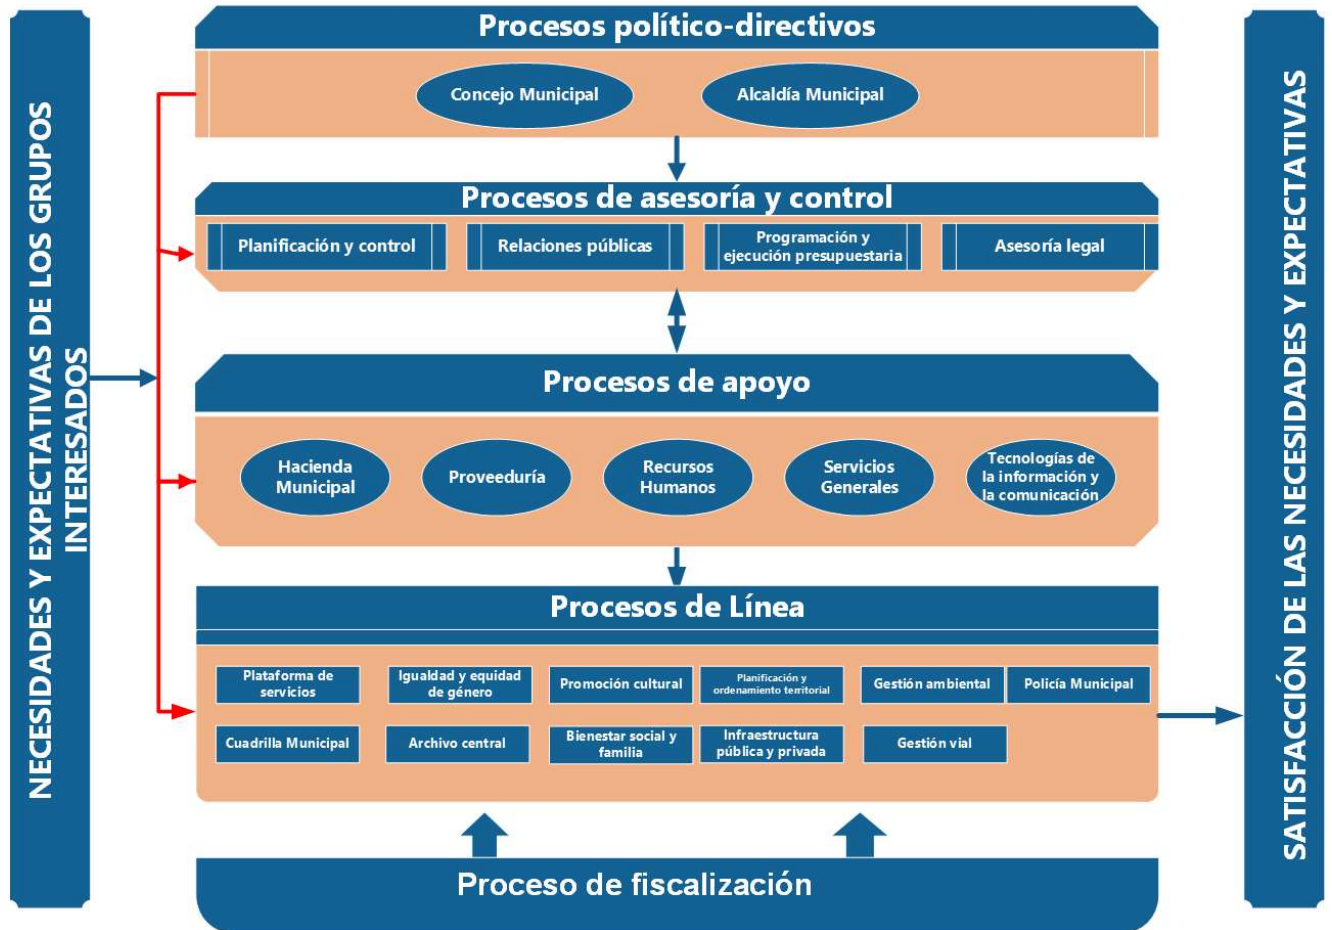 NECESIDADES Y EXPECTATIVAS DE LOS GRUPOS
INTERESADOS
Procesos político-directivos
Concejo Municipal
Alcaldía Municipal
Procesos de asesoría y control
Planificación y control
Relaciones públicas
Programación y
ejecución presupuestaria
Asesoría legal
Procesos de apoyo
Hacienda
Municipal
Proveeduría
Recursos
Humanos
Servicios
Generales
Tecnologías de
la información y
la comunicación
Procesos de Línea
Plataforma de
servicios
Igualdad y equidad
de género
Promoción cultural
Planificación y
ordenamiento territorial
Gestión ambiental
Policía Municipal
Cuadrilla Municipal
Archivo central
Bienestar social y
familia
Infraestructura
pública y privada
Gestión vial
Proceso de fiscalización
SATISFACCIÓN DE LAS NECESIDADES Y EXPECTATIVAS